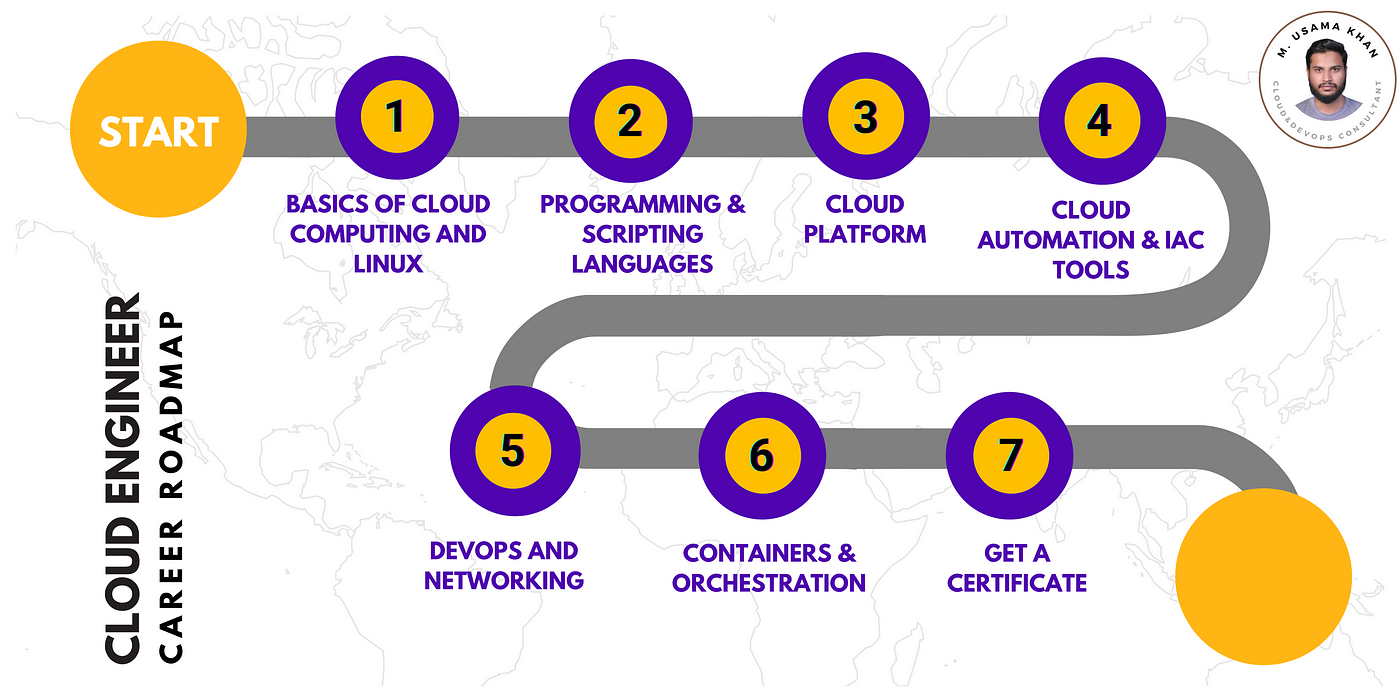 START
1
2
3
4
BASICS OF CLOUD
COMPUTING AND
LINUX
PROGRAMMING &
SCRIPTING
LANGUAGES
CLOUD
PLATFORM
CLOUD
AUTOMATION & IAC
TOOLS
M. USAMA KHAN
CLOUD&DEVOPS CONSULTANT
CLOUD ENGINEER
CAREER ROADMAP
5
6
7
DEVOPS AND
NETWORKING
CONTAINERS &
ORCHESTRATION
GET A
CERTIFICATE